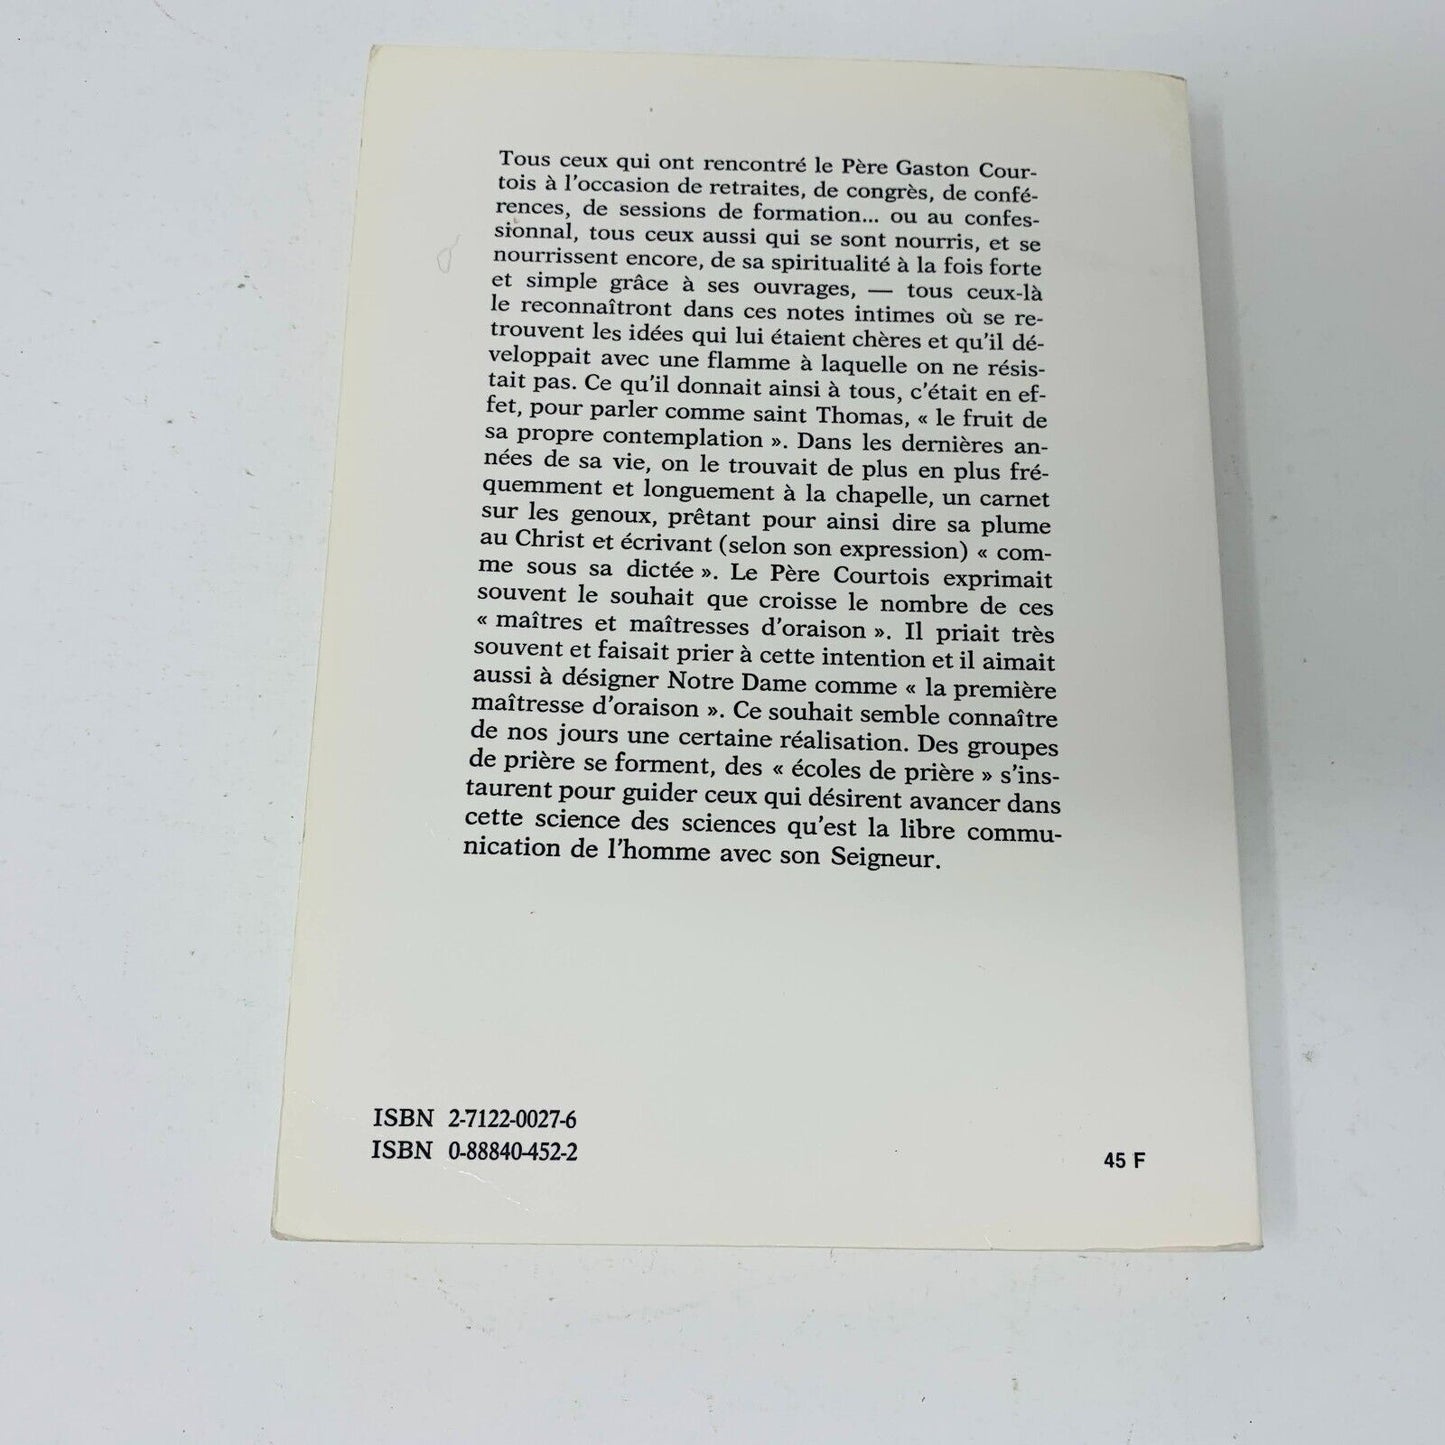 Tous ceux qui ont rencontré le Père Gaston Cour-
tois à l'occasion de retraites, de congrès, de confé-
rences, de sessions de formation... ou au confes-
sionnal, tous ceux aussi qui se sont nourris, et se
nourrissent encore, de sa spiritualité à la fois forte
et simple grâce à ses ouvrages, — tous ceux-là
le reconnaîtront dans ces notes intimes où se re-
trouvent les idées qui lui étaient chères et qu'il dé-
veloppait avec une flamme à laquelle on ne résis-
tait pas. Ce qu'il donnait ainsi à tous, c'était en ef-
fet, pour parler comme saint Thomas, « le fruit de
sa propre contemplation ». Dans les dernières an-
nées de sa vie, on le trouvait de plus en plus fré-
quemment et longuement à la chapelle, un carnet
sur les genoux, prêtant pour ainsi dire sa plume
au Christ et écrivant (selon son expression) « com-
me sous sa dictée ». Le Père Courtois exprimait
souvent le souhait que croisse le nombre de ces
« maîtres et maîtresses d'oraison ». Il priait très
souvent et faisait prier à cette intention et il aimait
aussi à désigner Notre Dame comme « la première
maîtresse d'oraison ». Ce souhait semble connaître
de nos jours une certaine réalisation. Des groupes
de prière se forment, des « écoles de prière » s'ins-
taurent pour guider ceux qui désirent avancer dans
cette science des sciences qu'est la libre commu-
nication de l'homme avec son Seigneur.
ISBN 2-7122-0027-6
ISBN 0-88840-452-2
45 F